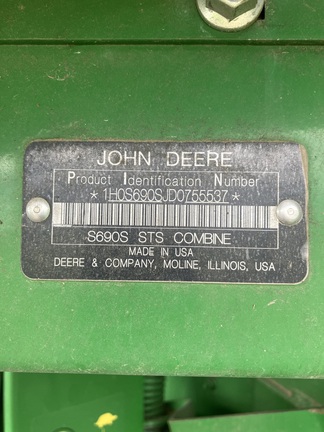 JOHN DEERE
Product Identification Number
*1H0S690SJD0755537*
S690S STS COMBINE
MADE IN USA
DEERE & COMPANY, MOLINE, ILLINOIS, USA